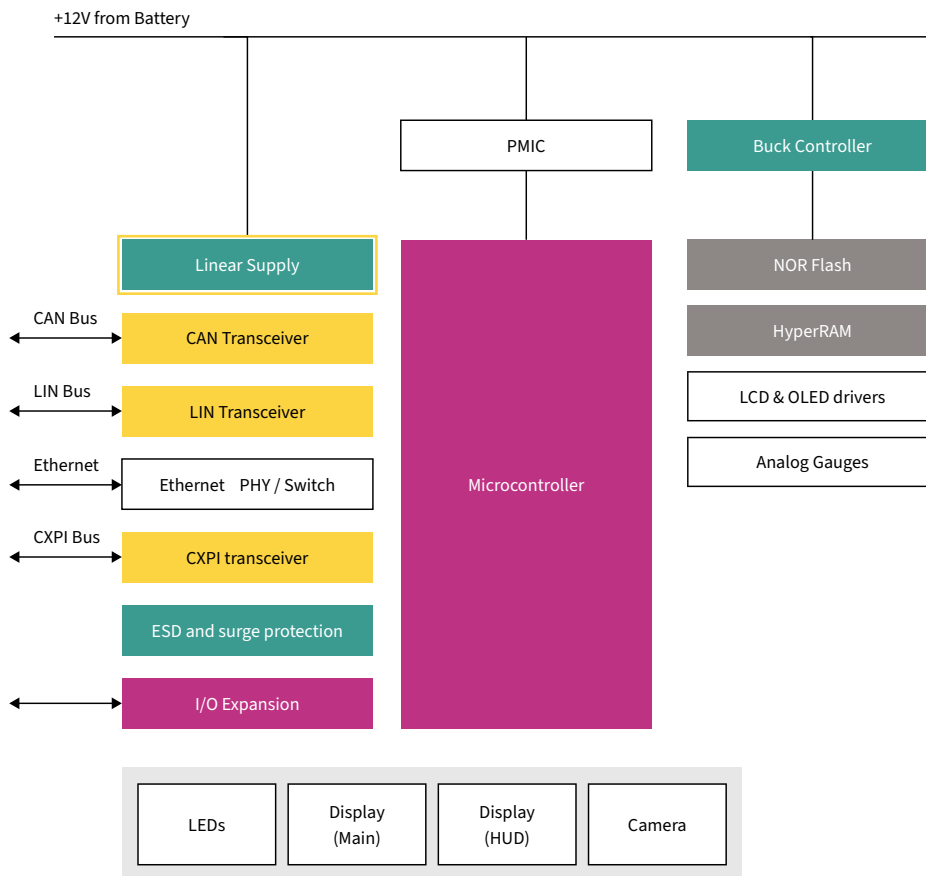 +12V from Battery
PMIC
Buck Controller
Linear Supply
NOR Flash
CAN Bus
CAN Transceiver
HyperRAM
LIN Bus
LIN Transceiver
LCD & OLED drivers
Ethernet
Ethernet PHY / Switch
Microcontroller
Analog Gauges
CXPI Bus
CXPI transceiver
ESD and surge protection
I/O Expansion
LEDs
Display
(Main)
Display
(HUD)
Camera